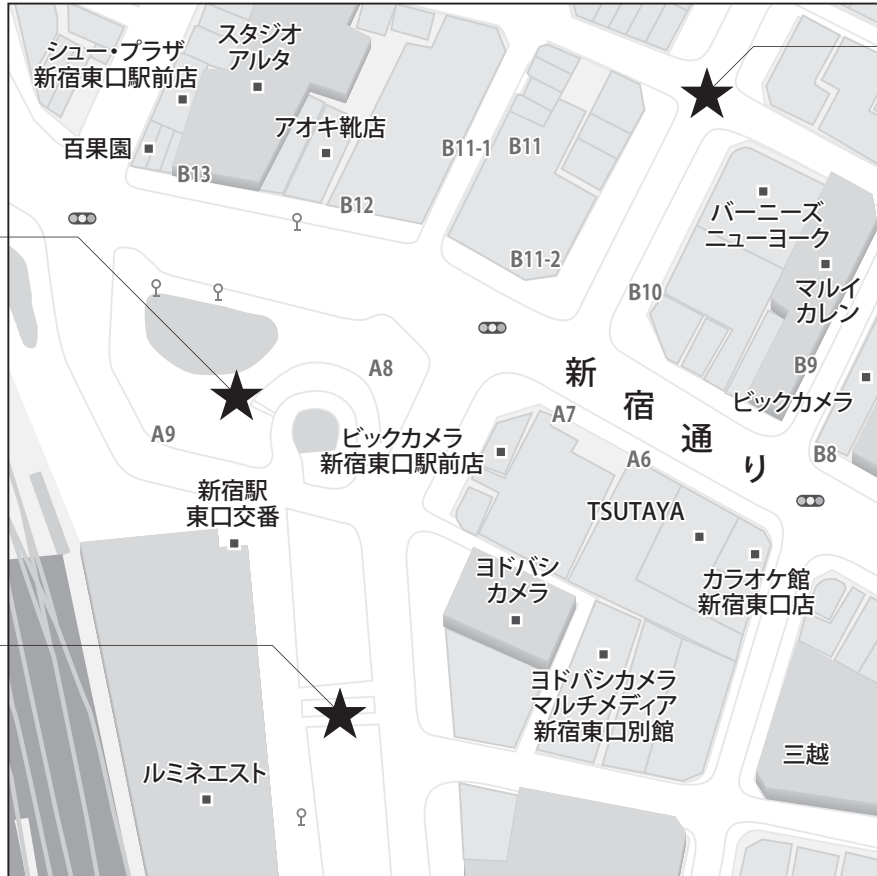 シュー・プラザ
新宿東口駅前店
スタジオ
アルタ
百果園
アオキ靴店
B13
B12
B11-1
B11
B11-2
B10
バーニーズ
ニューヨーク
マルイ
カレン
B9
ビックカメラ
B8
新宿通り
A8
A9
A7
A6
ビックカメラ
新宿東口駅前店
新宿駅
東口交番
TSUTAYA
カラオケ館
新宿東口店
ヨドバシ
カメラ
ヨドバシカメラ
マルチメディア
新宿東口別館
三越
ルミネエスト